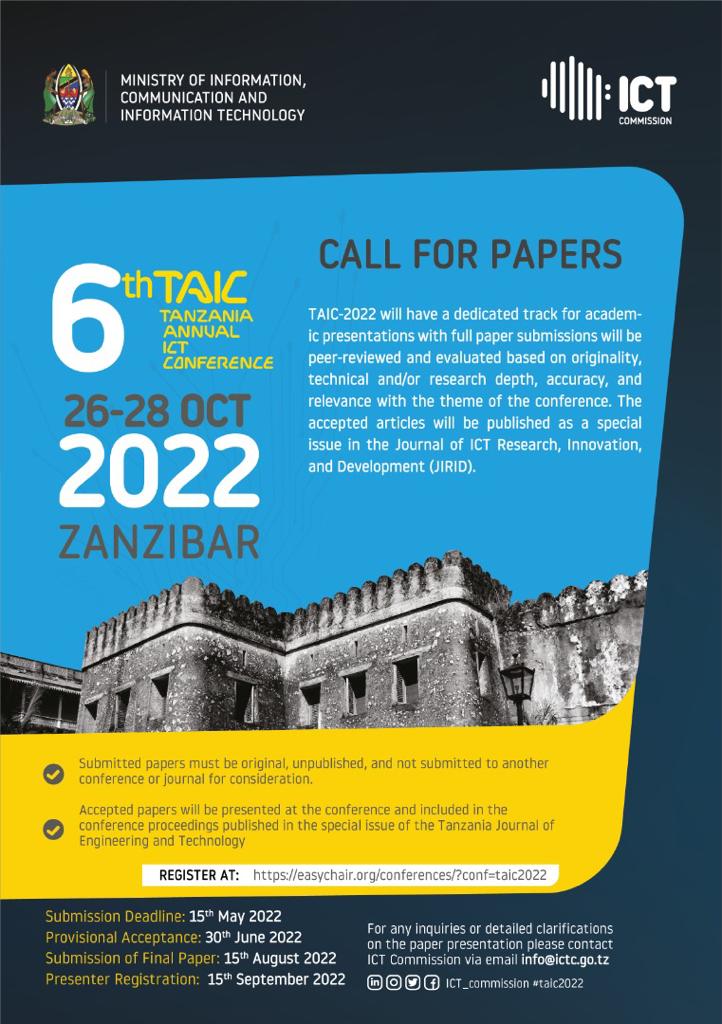 MINISTRY OF INFORMATION,
COMMUNICATION AND
INFORMATION TECHNOLOGY
ICT
COMMISSION
6th TAIC
TANZANIA
ANNUAL
ICT
CONFERENCE
26-28 OCT
2022
ZANZIBAR
CALL FOR PAPERS
TAIC-2022 will have a dedicated track for academ-
ic presentations with full paper submissions will be
peer-reviewed and evaluated based on originality,
technical and/or research depth, accuracy, and
relevance with the theme of the conference. The
accepted articles will be published as a special
issue in the Journal of ICT Research, Innovation,
and Development (JIRID).
Submitted papers must be original, unpublished, and not submitted to another
conference or journal for consideration.
Accepted papers will be presented at the conference and included in the
conference proceedings published in the special issue of the Tanzania Journal of
Engineering and Technology
REGISTER AT: https://easychair.org/conferences/?conf=taic2022
Submission Deadline: 15th May 2022
Provisional Acceptance: 30th June 2022
Submission of Final Paper: 15th August 2022
Presenter Registration: 15th September 2022
For any inquiries or detailed clarifications
on the paper presentation please contact
ICT Commission via email info@ictc.go.tz
ICT_commission #taic2022